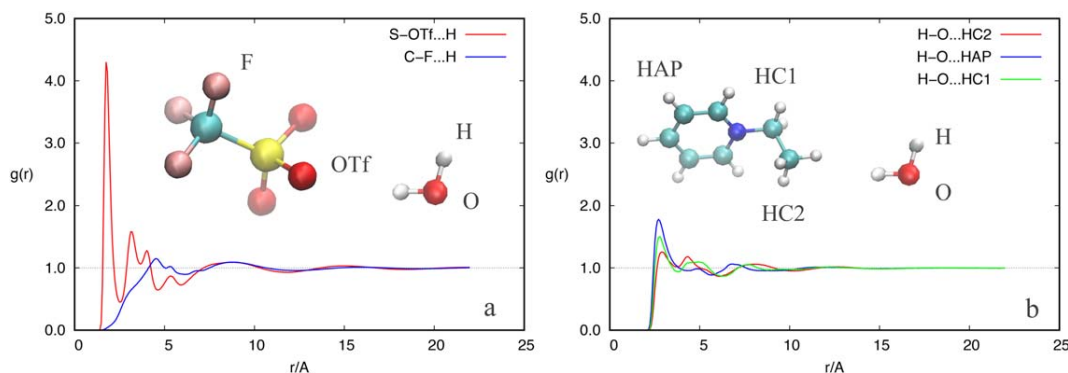 5.0
4.0
3.0
2.0
1.0
0.0
g(r)
0
5
10
15
20
25
r/A
S–OTf...H
C–F...H
F
H
OTf
O
a
5.0
4.0
3.0
2.0
1.0
0.0
g(r)
0
5
10
15
20
25
r/A
H–O...HC2
H–O...HAP
H–O...HC1
HAP
HC1
H
O
HC2
b